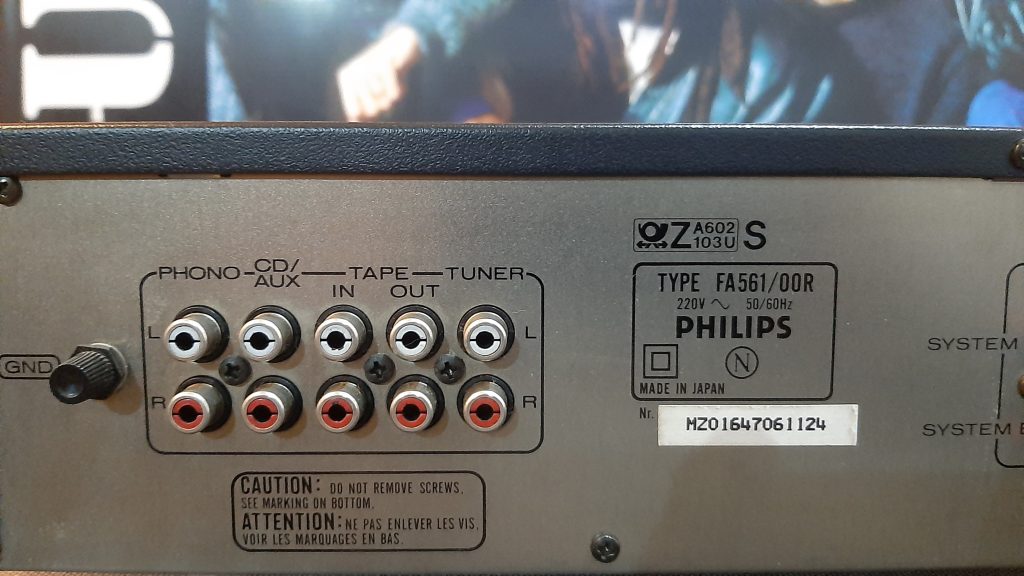 U
Z A602
103U S
PHONO CD/
AUX TAPE TUNER
IN OUT
L L
GND
R R
TYPE FA561/00R
220V ~ 50/60Hz
PHILIPS
N
MADE IN JAPAN
Nr. MZ01647061124
SYSTEM
SYSTEM
CAUTION: DO NOT REMOVE SCREWS.
SEE MARKING ON BOTTOM.
ATTENTION: NE PAS ENLEVER LES VIS,
VOIR LES MARQUAGES EN BAS.